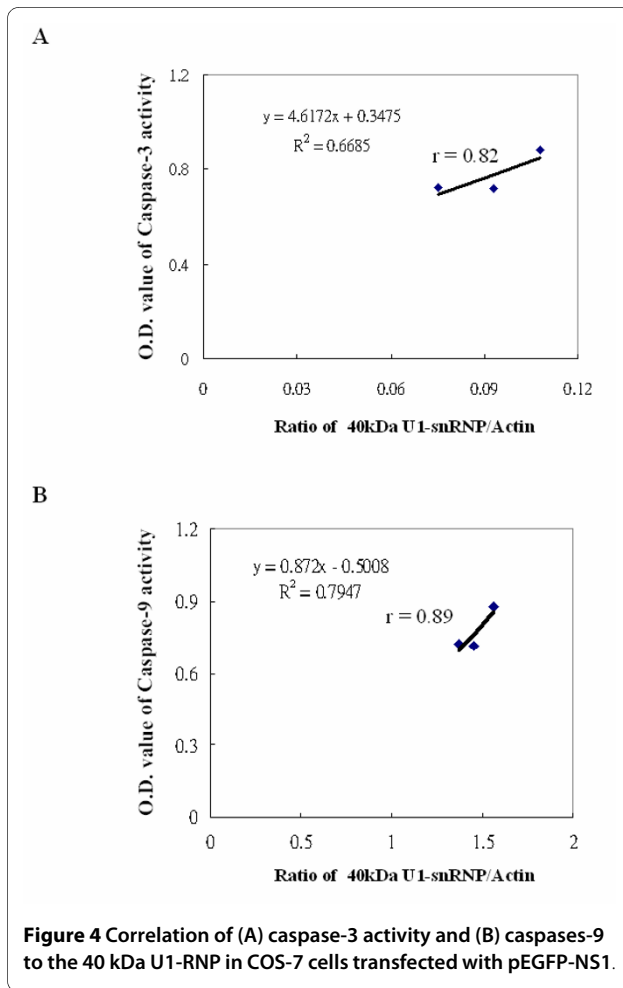 A
1.2
y = 4.6172x + 0.3475
R² = 0.6685
r = 0.82
0.8
0.4
0
0 0.03 0.06 0.09 0.12
O.D. value of Caspase-3 activity
Ratio of 40kDa U1-snRNP/Actin
B
1.2
y = 0.872x - 0.5008
R² = 0.7947
r = 0.89
0.9
0.6
0.3
0
0 0.5 1 1.5 2
O.D. value of Caspase-9 activity
Ratio of 40kDa U1-snRNP/Actin
Figure 4 Correlation of (A) caspase-3 activity and (B) caspases-9
to the 40 kDa U1-RNP in COS-7 cells transfected with pEGFP-NS1.